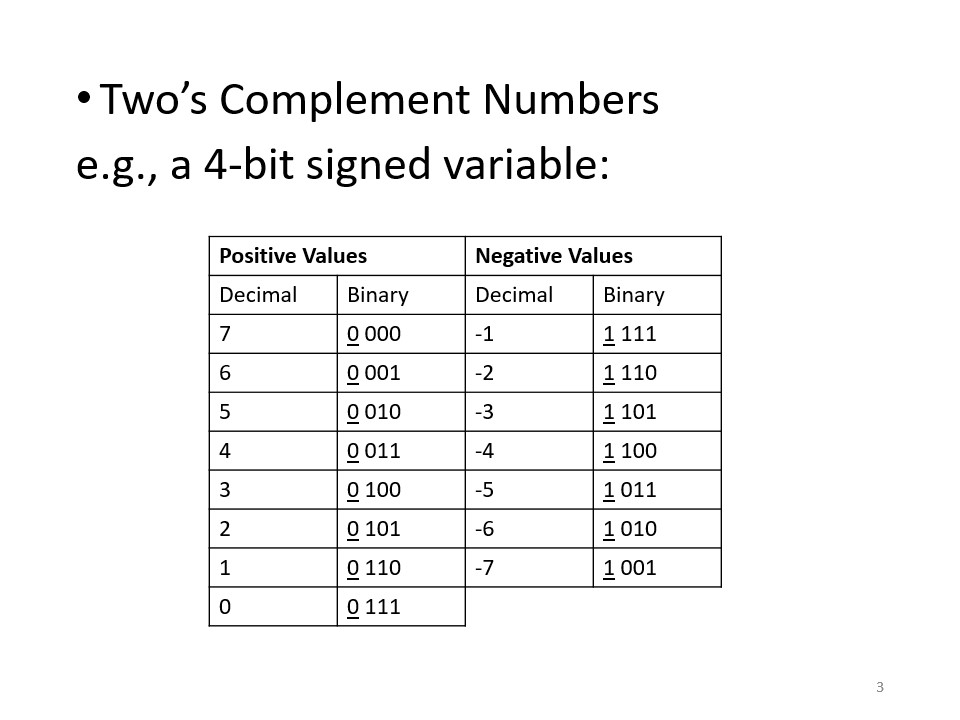 • Two’s Complement Numbers
e.g., a 4-bit signed variable:
Positive Values Negative Values
Decimal Binary Decimal Binary
7 0 000 -1 1 111
6 0 001 -2 1 110
5 0 010 -3 1 101
4 0 011 -4 1 100
3 0 100 -5 1 011
2 0 101 -6 1 010
1 0 110 -7 1 001
0 0 111
3